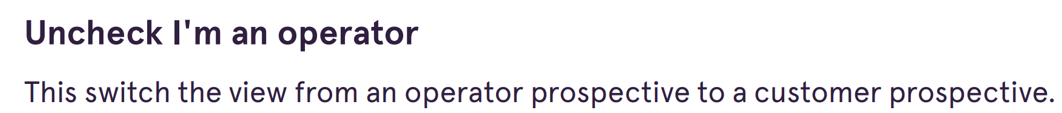 Uncheck I'm an operator
This switch the view from an operator prospective to a customer prospective.